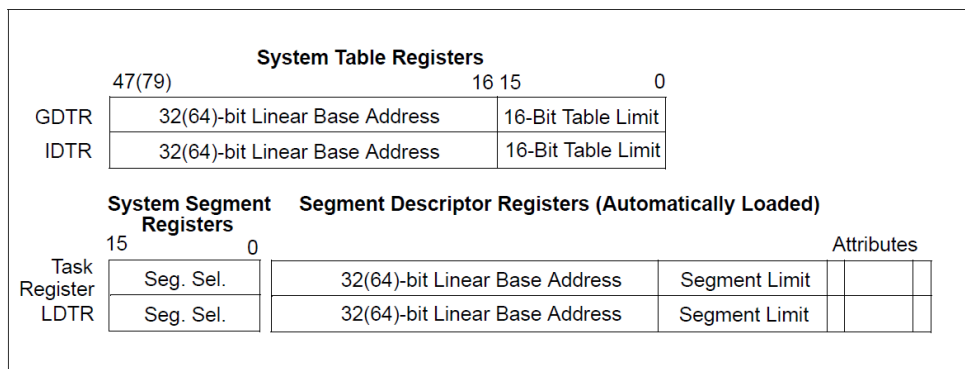 System Table Registers
47(79) 16 15 0
GDTR 32(64)-bit Linear Base Address 16-Bit Table Limit
IDTR 32(64)-bit Linear Base Address 16-Bit Table Limit
System Segment Registers Segment Descriptor Registers (Automatically Loaded)
15 0 Attributes
Task Register Seg. Sel. 32(64)-bit Linear Base Address Segment Limit
LDTR Seg. Sel. 32(64)-bit Linear Base Address Segment Limit